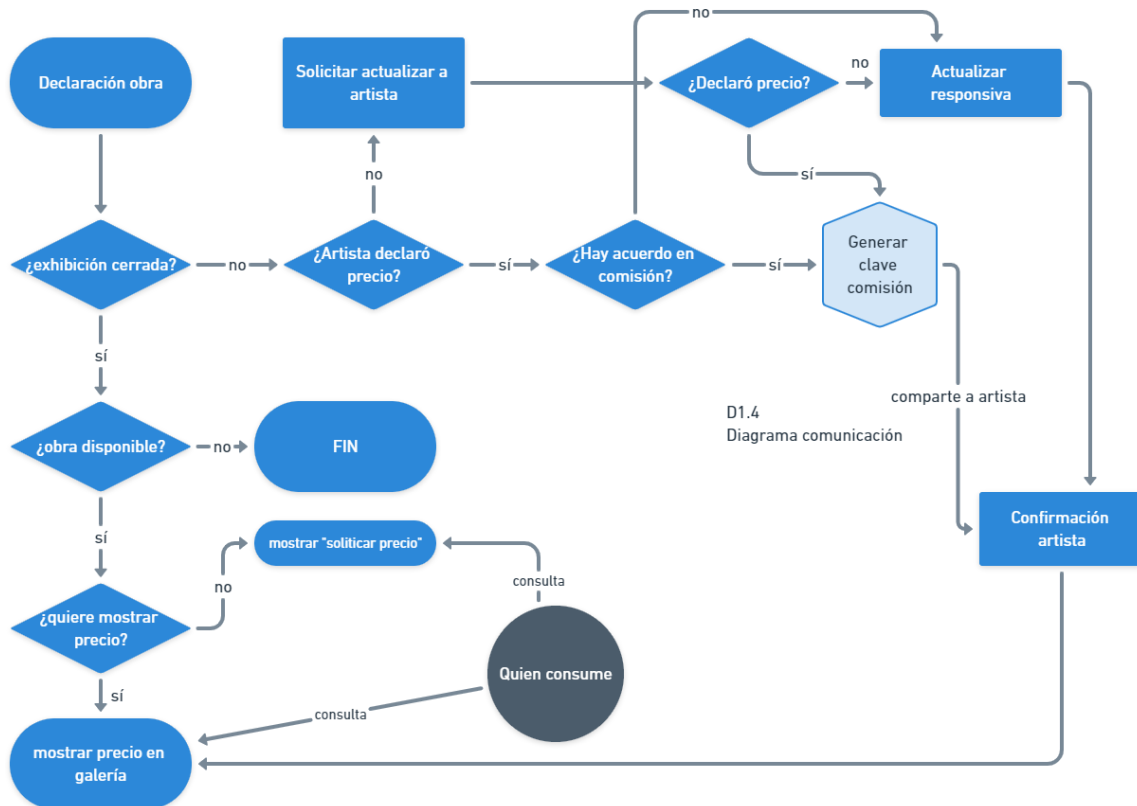 no
Declaración obra
Solicitar actualizar a
artista
¿Declaró precio?
no
Actualizar
responsiva
no
sí
¿exhibición cerrada?
no
¿Artista declaró
precio?
sí
¿Hay acuerdo en
comisión?
sí
Generar
clave
comisión
sí
comparte a artista
D1.4
Diagrama comunicación
¿obra disponible?
no
FIN
sí
mostrar "soliticar precio"
Confirmación
artista
no
consulta
¿quiere mostrar
precio?
Quien consume
sí
consulta
mostrar precio en
galería